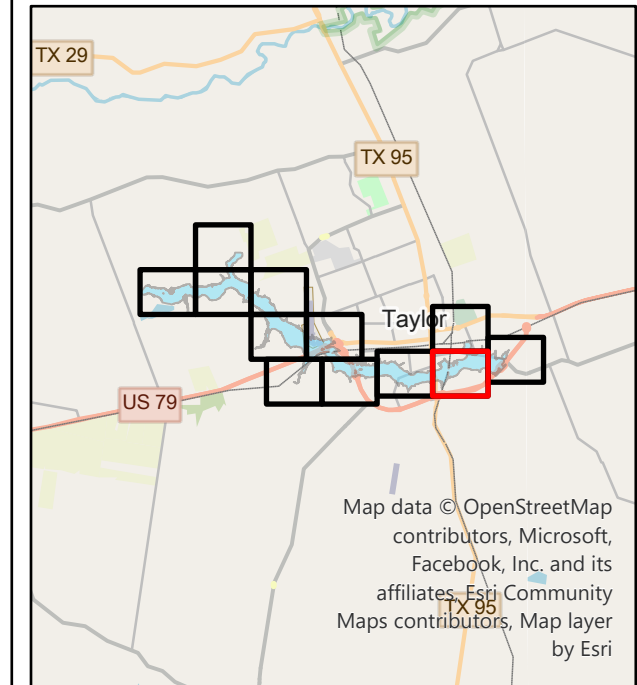 TX 29
TX 95
Taylor
US 79
Map data © OpenStreetMap
contributors, Microsoft,
Facebook, Inc. and its
affiliates, Esri Community
Maps contributors, Map layer
by Esri
TX 95